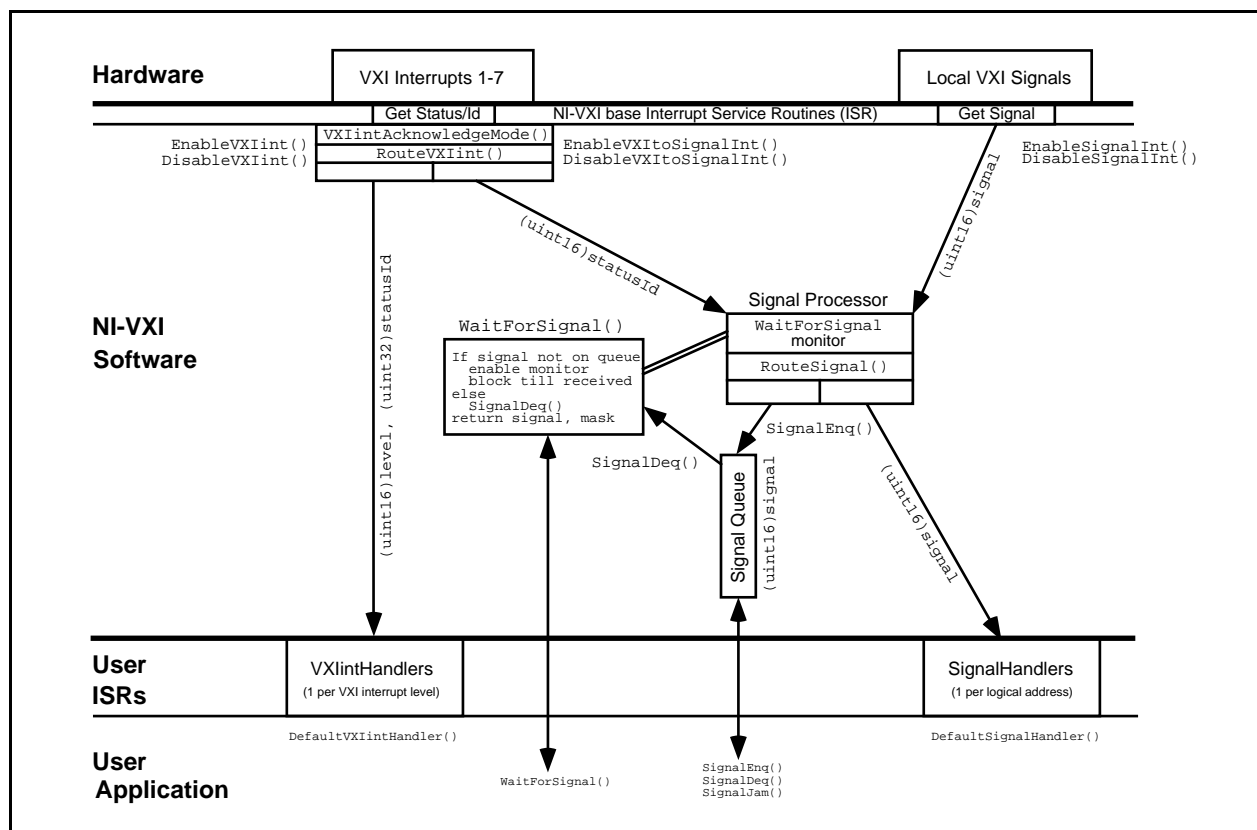 Hardware
VXI Interrupts 1-7
Local VXI Signals
Get Status/Id
NI-VXI base Interrupt Service Routines (ISR)
Get Signal
EnableVXIint()
DisableVXIint()
VXIintAcknowledgeMode()
RouteVXIint()
EnableVXItoSignalInt()
DisableVXItoSignalInt()
EnableSignalInt()
DisableSignalInt()
(uint16)level, (uint32)statusId
(uint16)statusId
(uint16)signal
NI-VXI
Software
Signal Processor
WaitForSignal
monitor
RouteSignal()
WaitForSignal()
If signal not on queue
enable monitor
block till received
else
SignalDeq()
return signal, mask
SignalEnq()
SignalDeq()
Signal Queue
(uint16)signal
(uint16)signal
User
ISRs
VXIintHandlers
(1 per VXI interrupt level)
SignalHandlers
(1 per logical address)
DefaultVXIintHandler()
DefaultSignalHandler()
User
Application
WaitForSignal()
SignalEnq()
SignalDeq()
SignalJam()